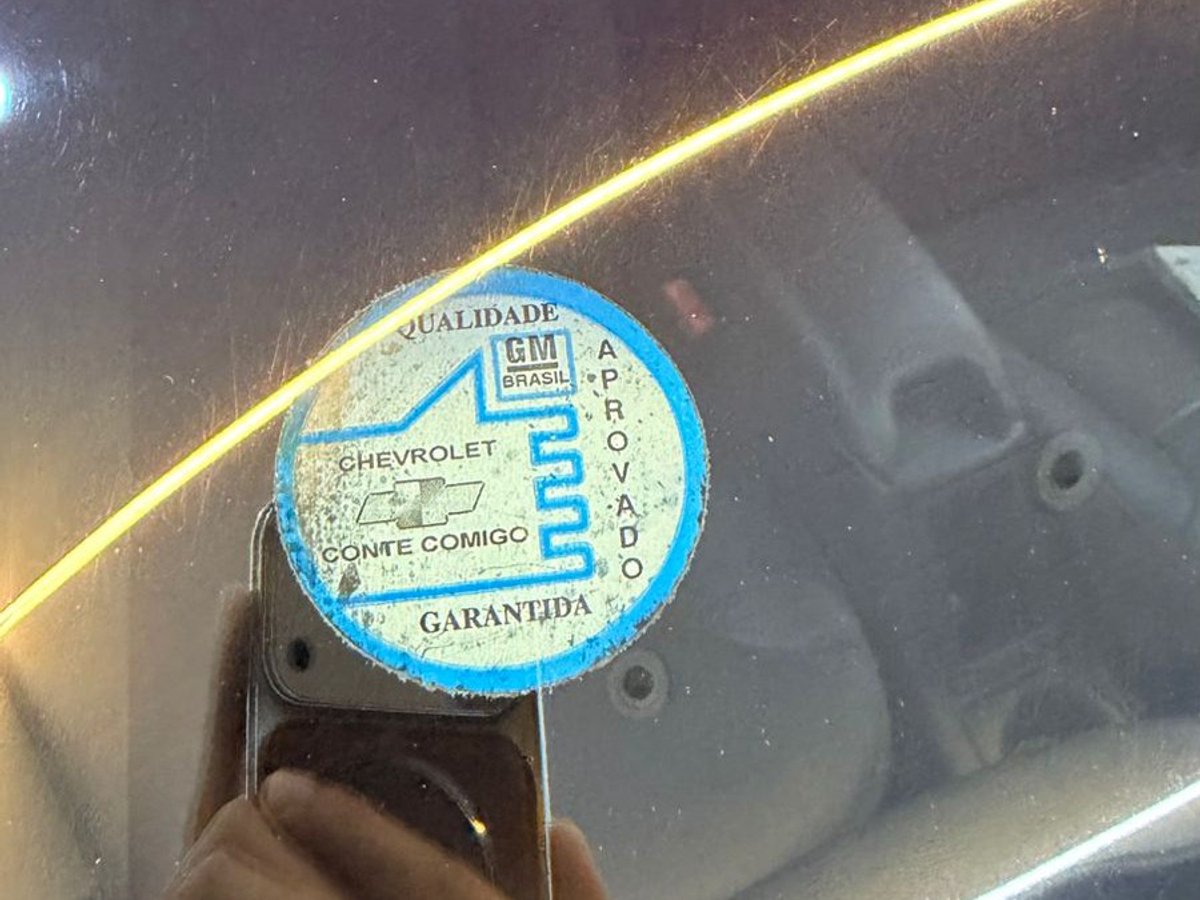 QUALIDADE
GM
BRASIL
APROVADO
CHEVROLET
CONTE COMIGO
GARANTIDA